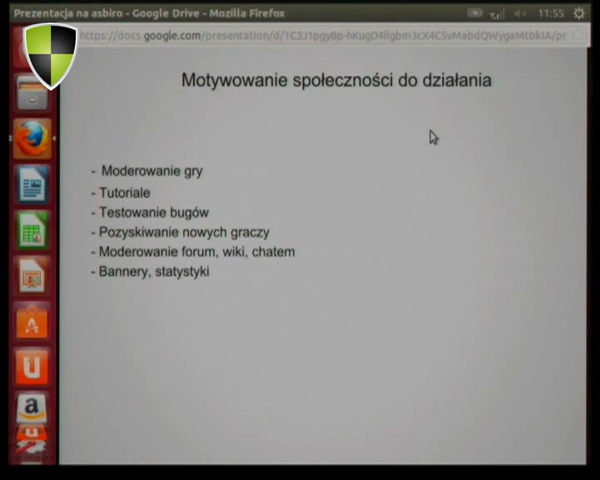 Prezentacja na asbiro - Google Drive - Mozilla Firefox
11:55
Motywowanie społeczności do działania
- Moderowanie gry
- Tutoriale
- Testowanie bugów
- Pozyskiwanie nowych graczy
- Moderowanie forum, wiki, chatem
- Bannery, statystyki